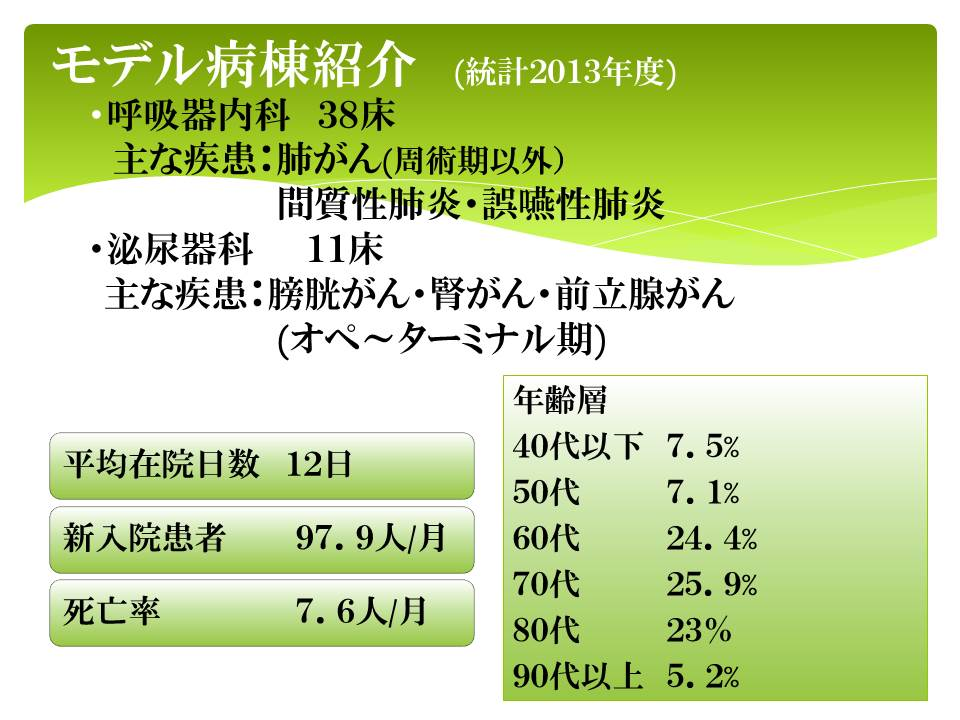 モデル病棟紹介 (統計2013年度)
・呼吸器内科 38床
主な疾患：肺がん(周術期以外）
間質性肺炎・誤嚥性肺炎
・泌尿器科 11床
主な疾患：膀胱がん・腎がん・前立腺がん
(オペ～ターミナル期)
平均在院日数 12日
新入院患者 97．9人/月
死亡率 7．6人/月
年齢層
40代以下 7．5%
50代 7．1%
60代 24．4%
70代 25．9%
80代 23％
90代以上 5．2%